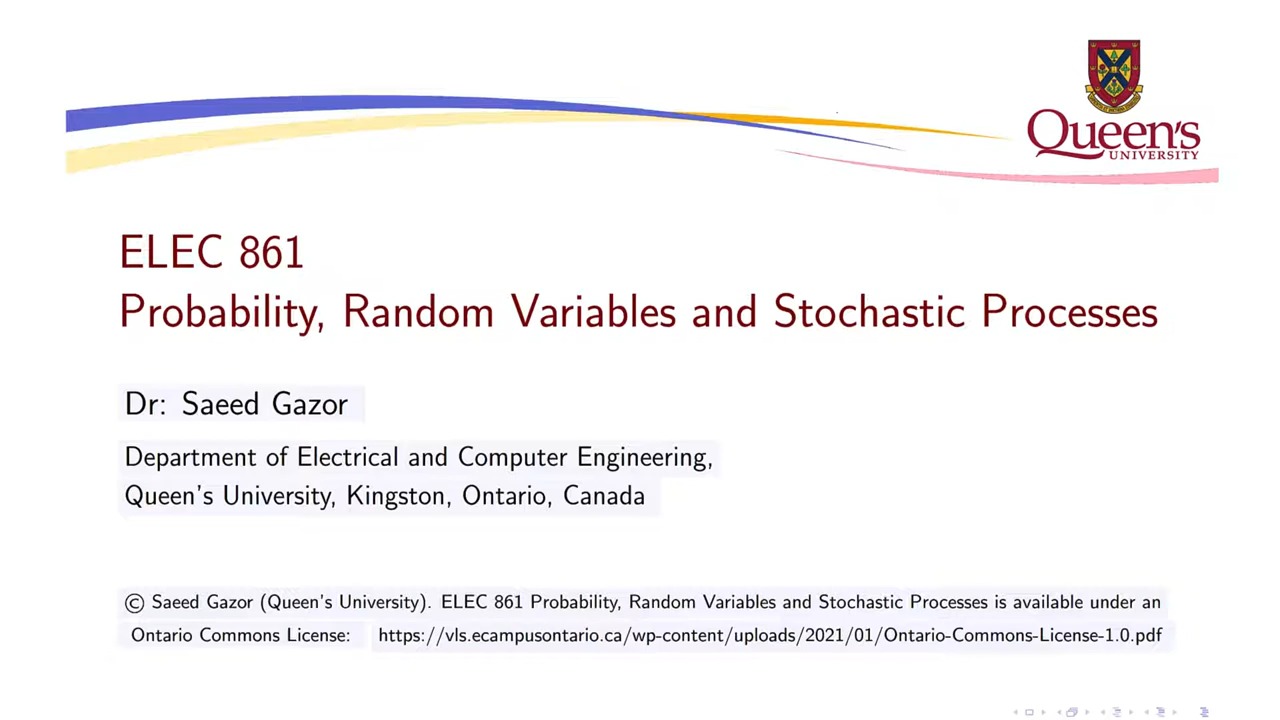 Queen's
UNIVERSITY
ELEC 861
Probability, Random Variables and Stochastic Processes
Dr: Saeed Gazor
Department of Electrical and Computer Engineering,
Queen's University, Kingston, Ontario, Canada
© Saeed Gazor (Queen's University). ELEC 861 Probability, Random Variables and Stochastic Processes is available under an
Ontario Commons License: https://vls.ecampusontario.ca/wp-content/uploads/2021/01/Ontario-Commons-License-1.0.pdf